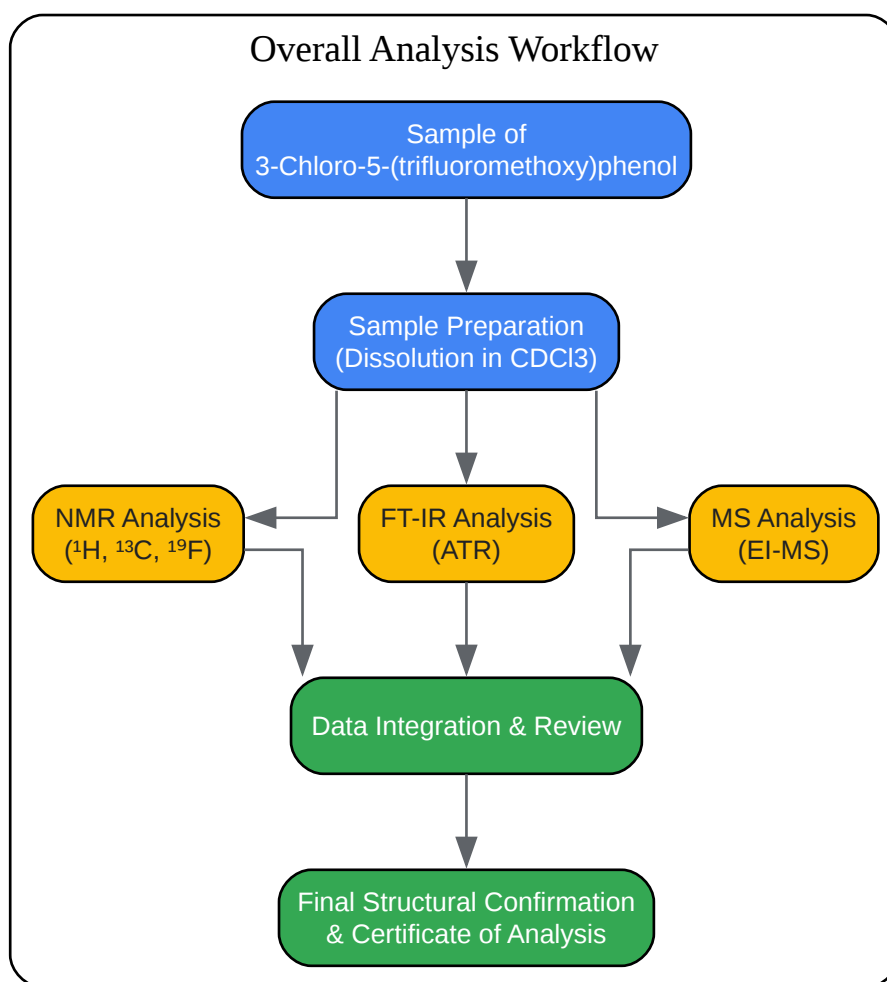 Overall Analysis Workflow
Sample of
3-Chloro-5-(trifluoromethoxy)phenol
Sample Preparation
(Dissolution in CDCl3)
NMR Analysis
(¹H, ¹³C, ¹⁹F)
FT-IR Analysis
(ATR)
MS Analysis
(EI-MS)
Data Integration & Review
Final Structural Confirmation
& Certificate of Analysis